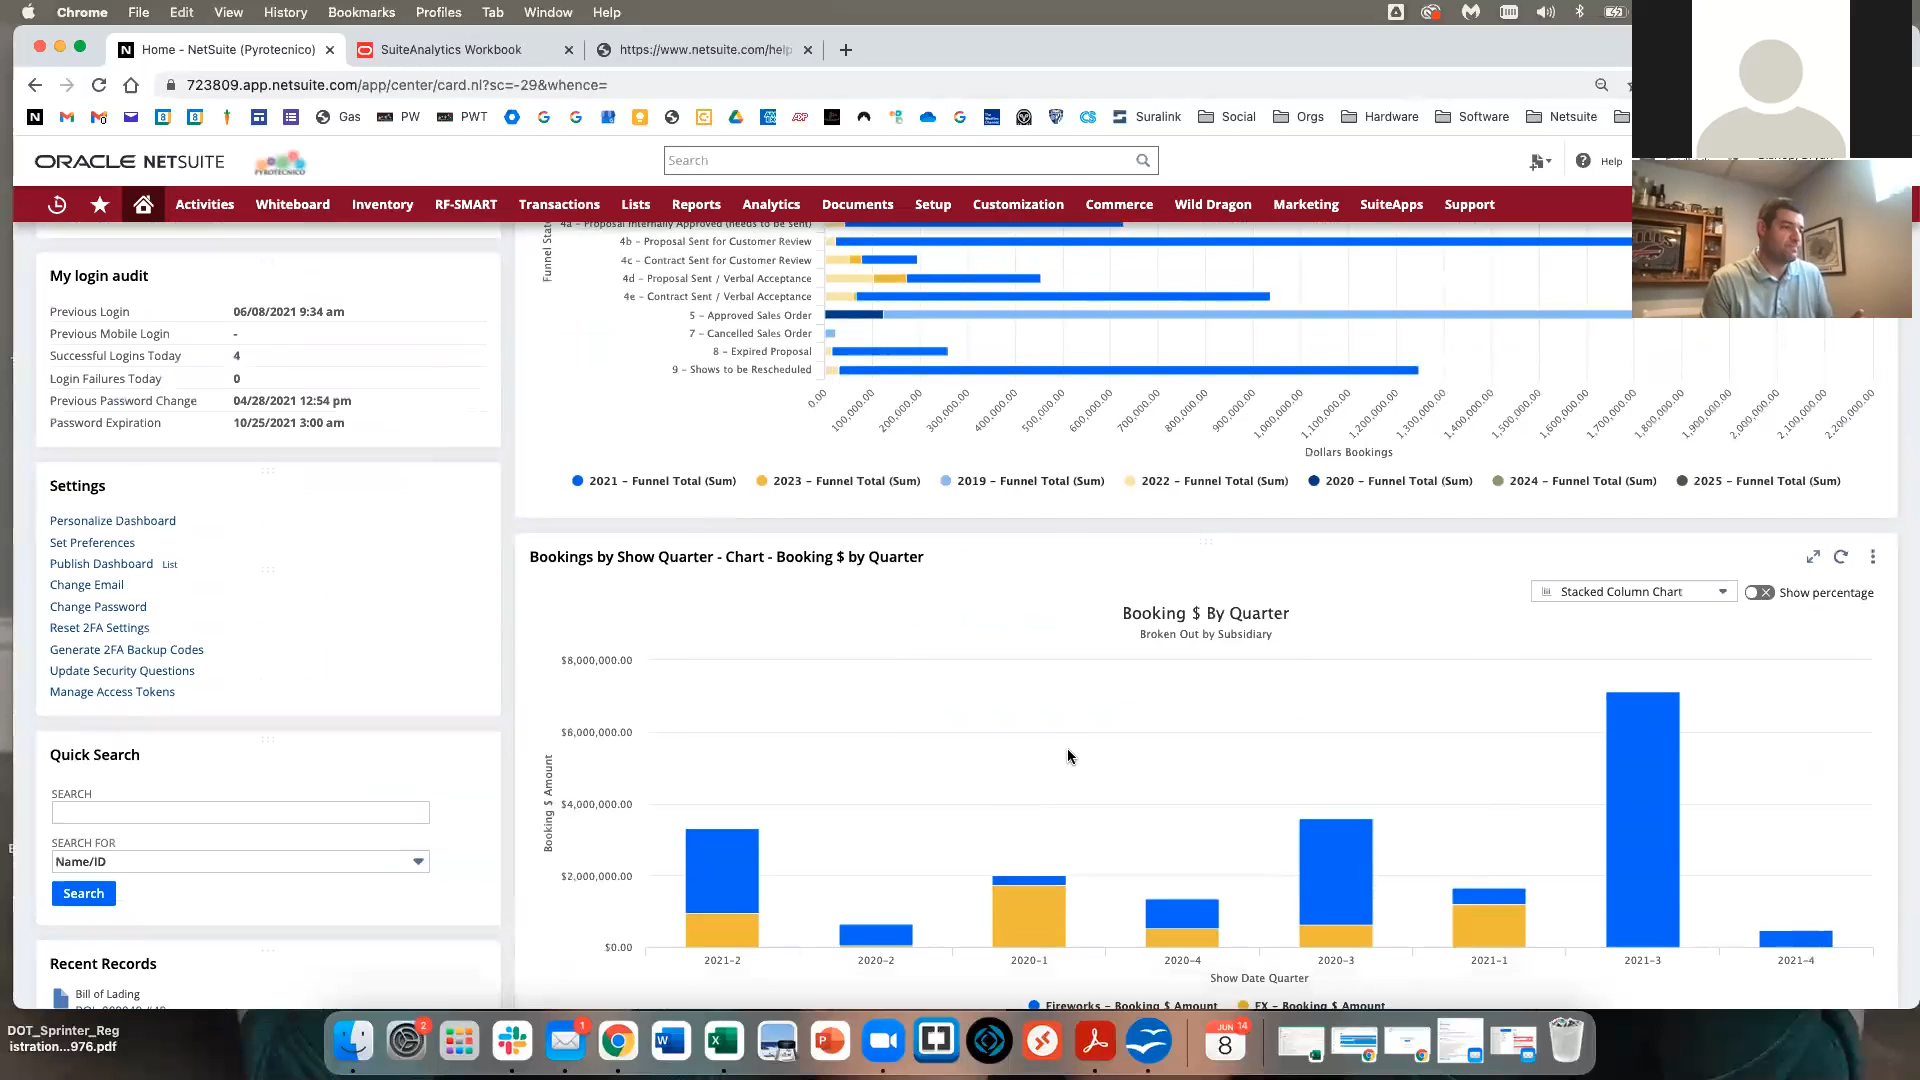 Chrome File Edit View History Bookmarks Profiles Tab Window Help
Home - NetSuite (Pyrotecnico) SuiteAnalytics Workbook https://www.netsuite.com/help
723809.app.netsuite.com/app/center/card.nl?sc=-29&whence=
Gas PW PWT Suralink Social Orgs Hardware Software Netsuite
ORACLE NETSUITE PYROTECNICO Search Help
Activities Whiteboard Inventory RF-SMART Transactions Lists Reports Analytics Documents Setup Customization Commerce Wild Dragon Marketing SuiteApps Support
My login audit
Previous Login 06/08/2021 9:34 am
Previous Mobile Login -
Successful Logins Today 4
Login Failures Today 0
Previous Password Change 04/28/2021 12:54 pm
Password Expiration 10/25/2021 3:00 am
Settings
Personalize Dashboard
Set Preferences
Publish Dashboard List
Change Email
Change Password
Reset 2FA Settings
Generate 2FA Backup Codes
Update Security Questions
Manage Access Tokens
Quick Search
SEARCH
SEARCH FOR
Name/ID
Search
Recent Records
Bill of Lading
Funnel Stat
4a – Proposal Internally Approved (needs to be sent)
4b – Proposal Sent for Customer Review
4c – Contract Sent for Customer Review
4d – Proposal Sent / Verbal Acceptance
4e – Contract Sent / Verbal Acceptance
5 – Approved Sales Order
7 – Cancelled Sales Order
8 – Expired Proposal
9 – Shows to be Rescheduled
0.00 100,000.00 200,000.00 300,000.00 400,000.00 500,000.00 600,000.00 700,000.00 800,000.00 900,000.00 1,000,000.00 1,100,000.00 1,200,000.00 1,300,000.00 1,400,000.00 1,500,000.00 1,600,000.00 1,700,000.00 1,800,000.00 1,900,000.00 2,000,000.00 2,100,000.00 2,200,000.00
Dollars Bookings
2021 – Funnel Total (Sum) 2023 – Funnel Total (Sum) 2019 – Funnel Total (Sum) 2022 – Funnel Total (Sum) 2020 – Funnel Total (Sum) 2024 – Funnel Total (Sum) 2025 – Funnel Total (Sum)
Bookings by Show Quarter - Chart - Booking $ by Quarter
Stacked Column Chart Show percentage
Booking $ By Quarter
Broken Out by Subsidiary
Booking $ Amount
$8,000,000.00
$6,000,000.00
$4,000,000.00
$2,000,000.00
$0.00
2021–2 2020–2 2020–1 2020–4 2020–3 2021–1 2021–3 2021–4
Show Date Quarter
Fireworks – Booking $ Amount FX – Booking $ Amount
DOT_Sprinter_Reg
istration...976.pdf
2
1
JUN 14
8